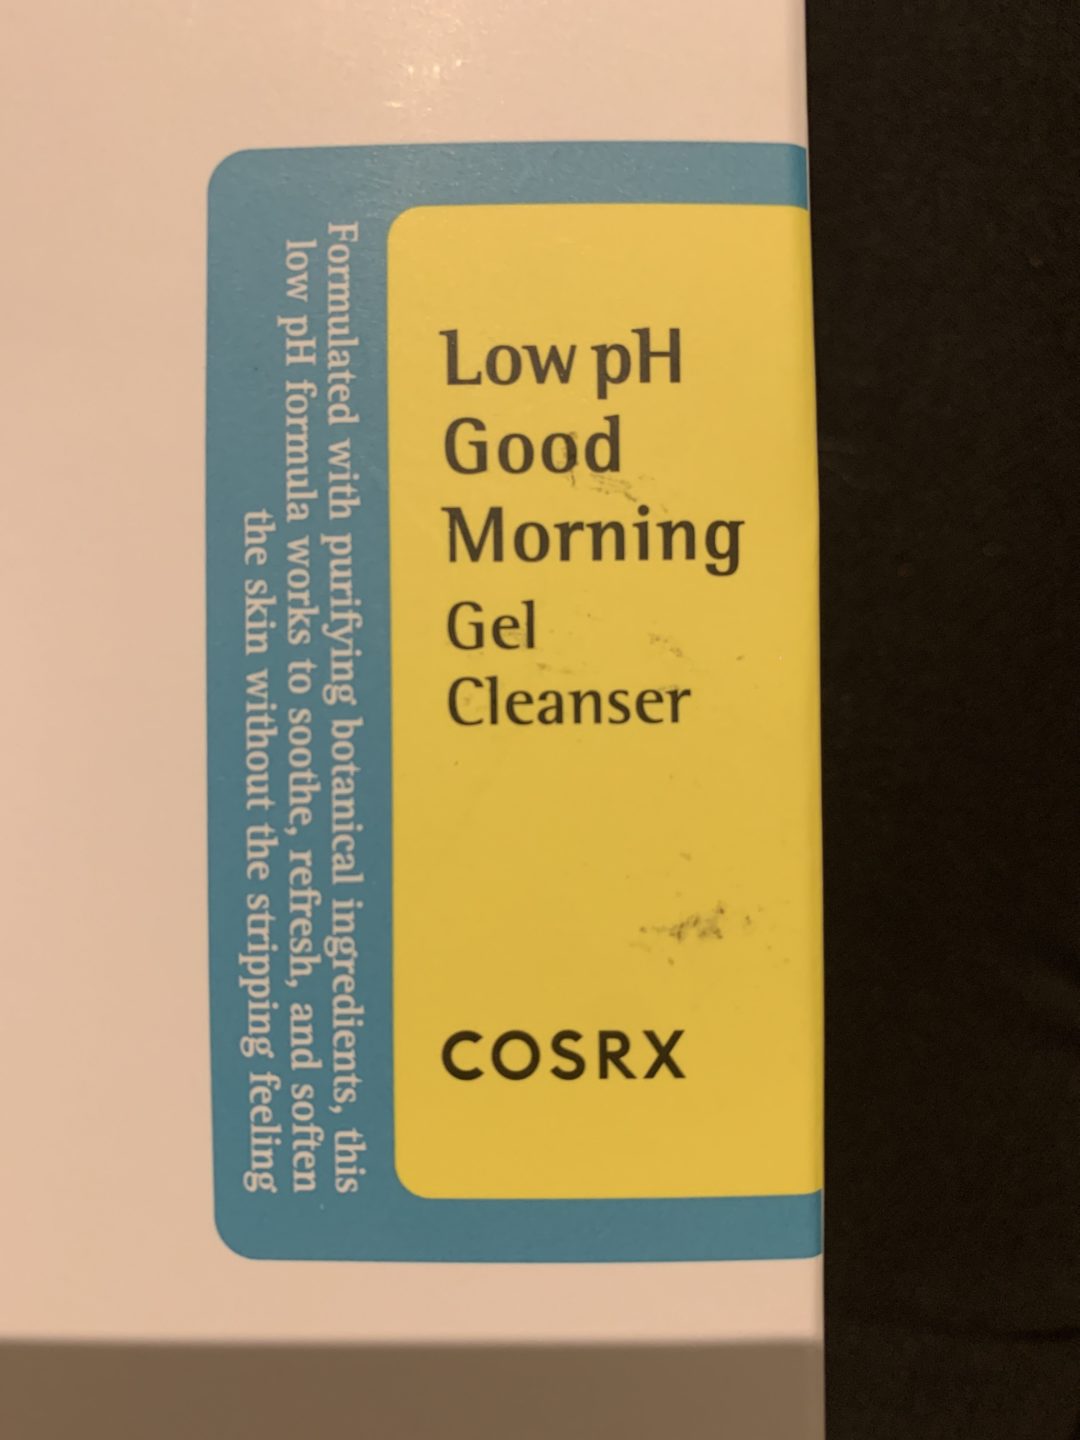 Low pH
Good
Morning
Gel
Cleanser
COSRX
Formulated with purifying botanical ingredients, this
low pH formula works to soothe, refresh, and soften
the skin without the stripping feeling